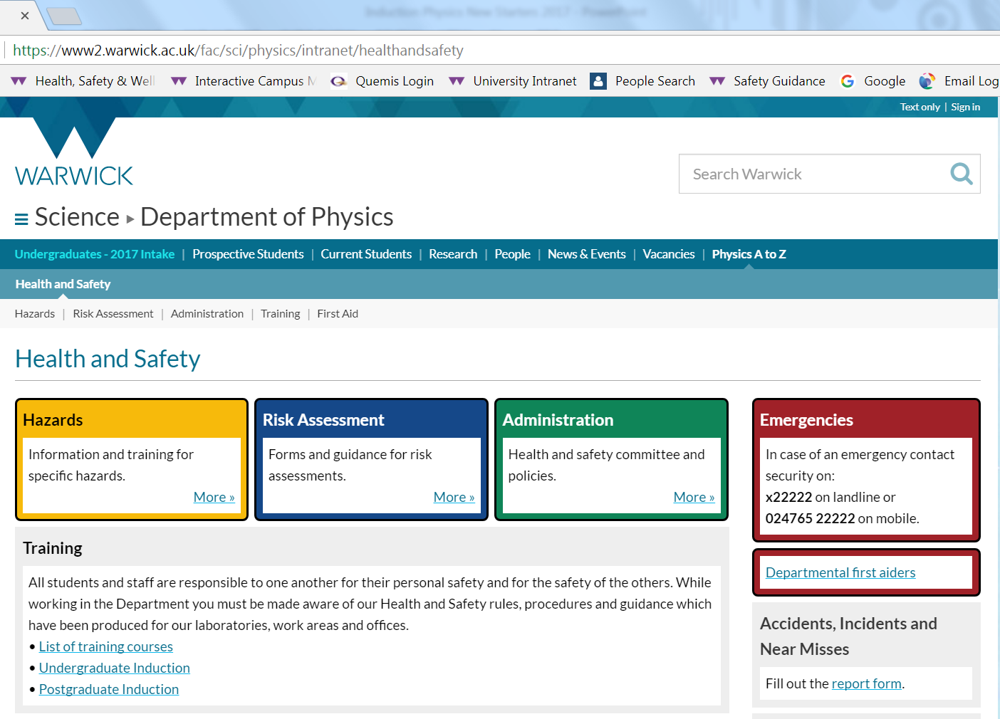 Induction Physics New Starters 2017 - PowerPoint
https://www2.warwick.ac.uk/fac/sci/physics/intranet/healthandsafety
Health, Safety & Well Interactive Campus M Quemis Login University Intranet People Search Safety Guidance Google Email Log
Text only | Sign in
WARWICK
Search Warwick
Science ▸ Department of Physics
Undergraduates - 2017 Intake | Prospective Students | Current Students | Research | People | News & Events | Vacancies | Physics A to Z
Health and Safety
Hazards | Risk Assessment | Administration | Training | First Aid
Health and Safety
Hazards
Information and training for
specific hazards.
More »
Risk Assessment
Forms and guidance for risk
assessments.
More »
Administration
Health and safety committee and
policies.
More »
Training
All students and staff are responsible to one another for their personal safety and for the safety of the others. While
working in the Department you must be made aware of our Health and Safety rules, procedures and guidance which
have been produced for our laboratories, work areas and offices.
• List of training courses
• Undergraduate Induction
• Postgraduate Induction
Emergencies
In case of an emergency contact
security on:
x22222 on landline or
024765 22222 on mobile.
Departmental first aiders
Accidents, Incidents and
Near Misses
Fill out the report form.